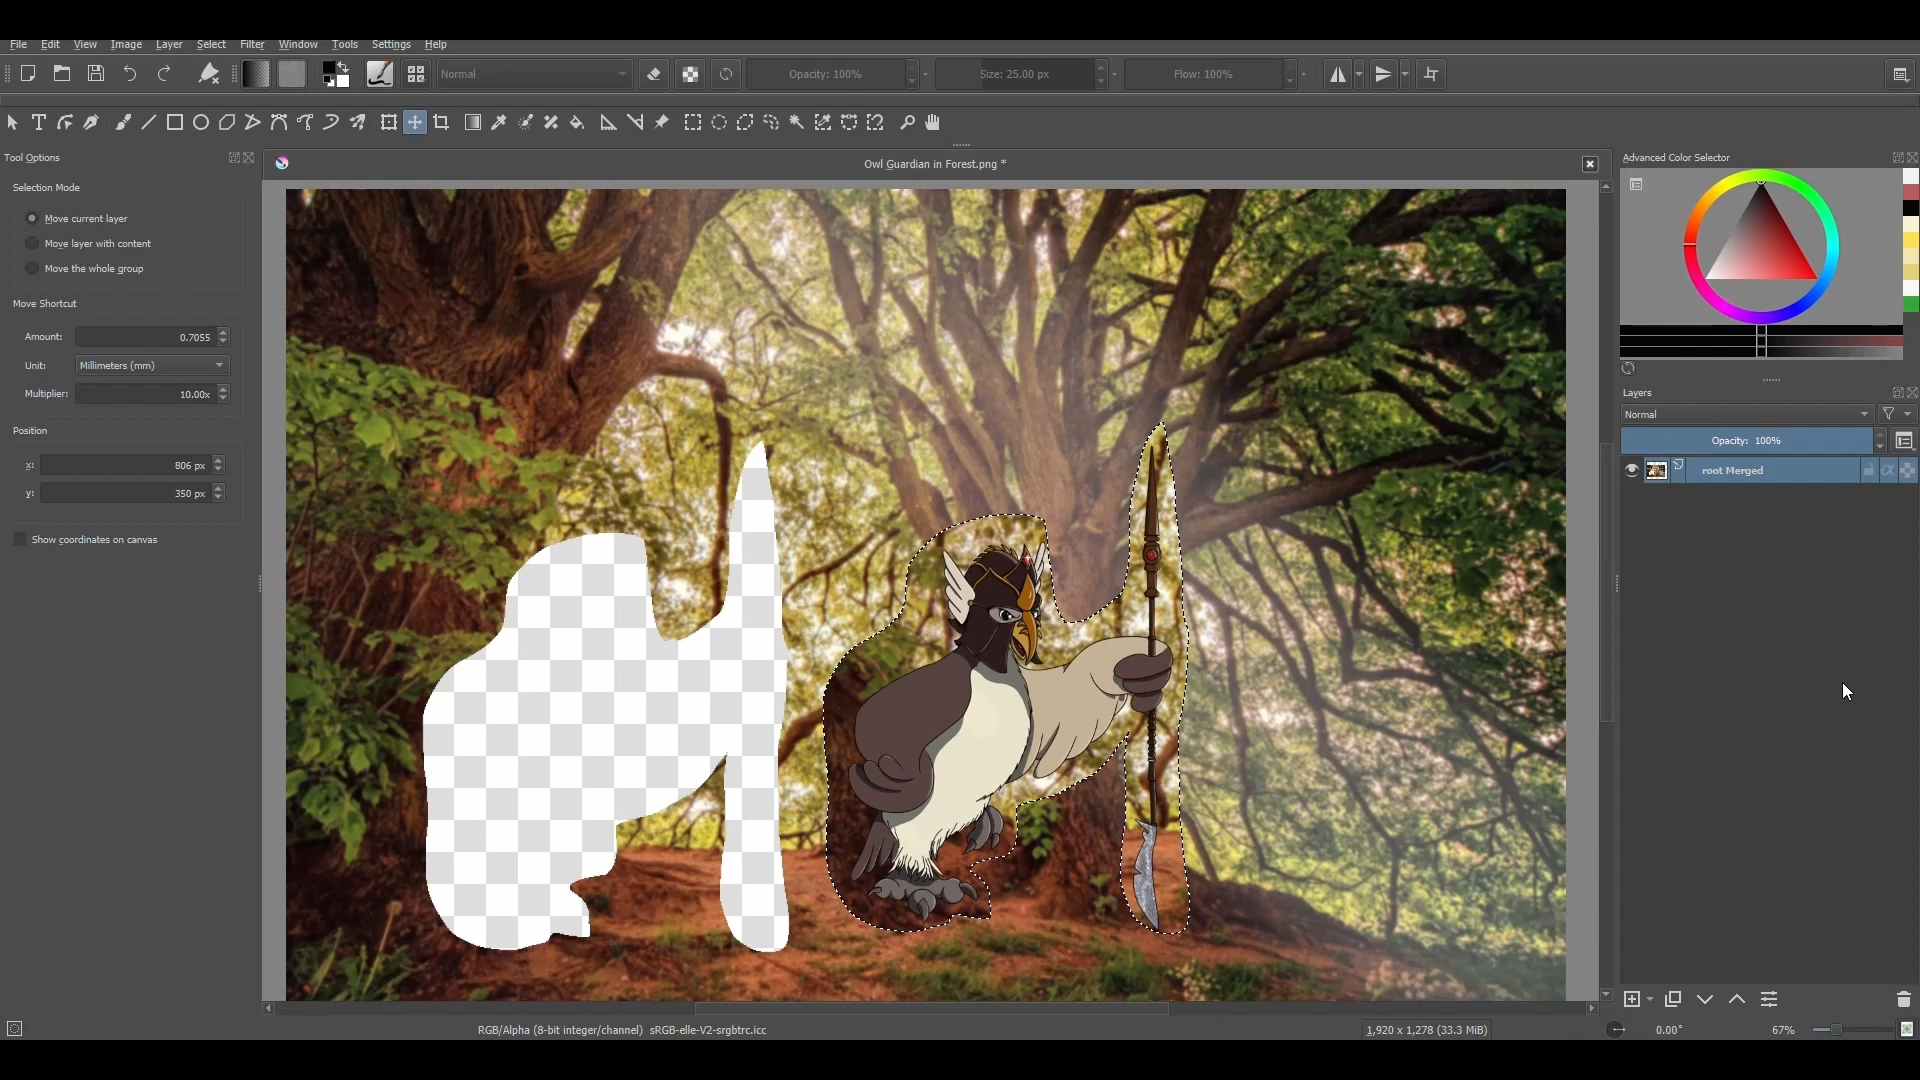 File Edit View Image Layer Select Filter Window Tools Settings Help
Normal Opacity: 100% Size: 25.00 px Flow: 100%
Tool Options
Owl Guardian in Forest.png *
Advanced Color Selector
Selection Mode
Move current layer
Move layer with content
Move the whole group
Move Shortcut
Amount: 0.7055
Unit: Millimeters (mm)
Multiplier: 10.00x
Position
x: 806 px
y: 350 px
Show coordinates on canvas
Layers
Normal
Opacity: 100%
root Merged
RGB/Alpha (8-bit integer/channel) sRGB-elle-V2-srgbtrc.icc
1,920 x 1,278 (33.3 MiB)
0.00°
67%